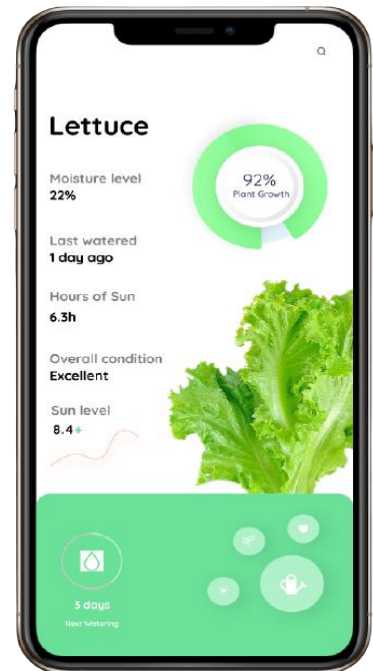 Lettuce
Moisture level
22%
92%
Plant Growth
Last watered
1 day ago
Hours of Sun
6.3h
Overall condition
Excellent
Sun level
8.4+
3 days
Next Watering